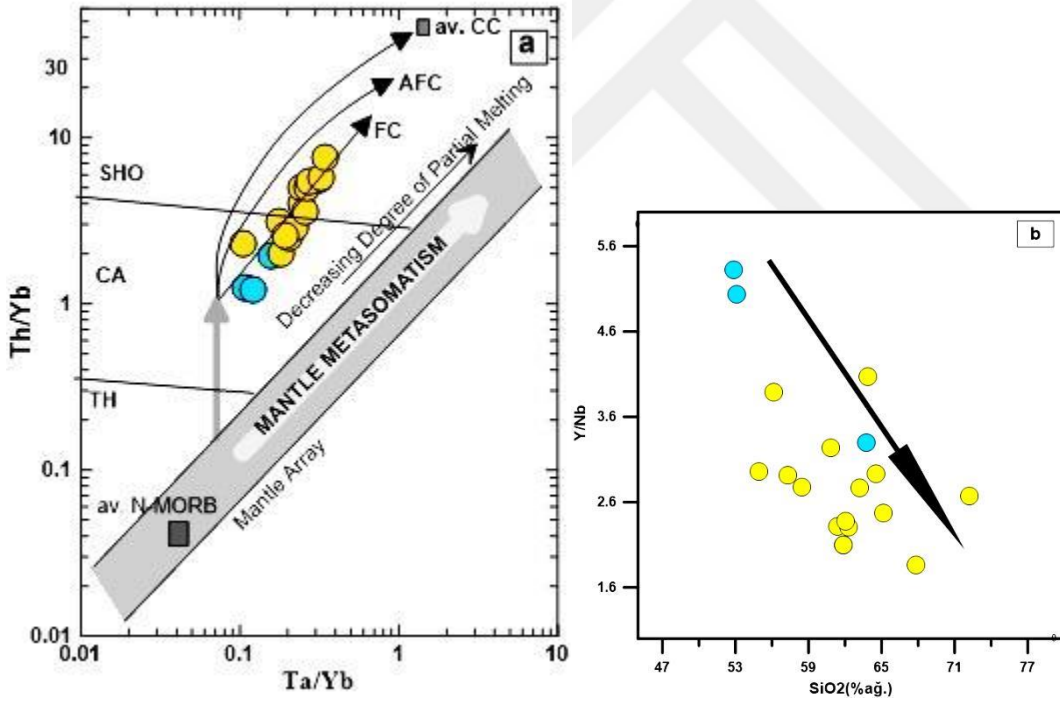 a
av. CC
AFC
FC
30
10
1
0.1
0.01
Th/Yb
SHO
CA
TH
Decreasing Degree of Partial Melting
MANTLE METASOMATISM
Mantle Array
av. N-MORB
0.01
0.1
1
10
Ta/Yb
b
5.6
4.6
3.6
2.6
1.6
Y/Nb
47
53
59
65
71
77
SiO2(%ağ.)